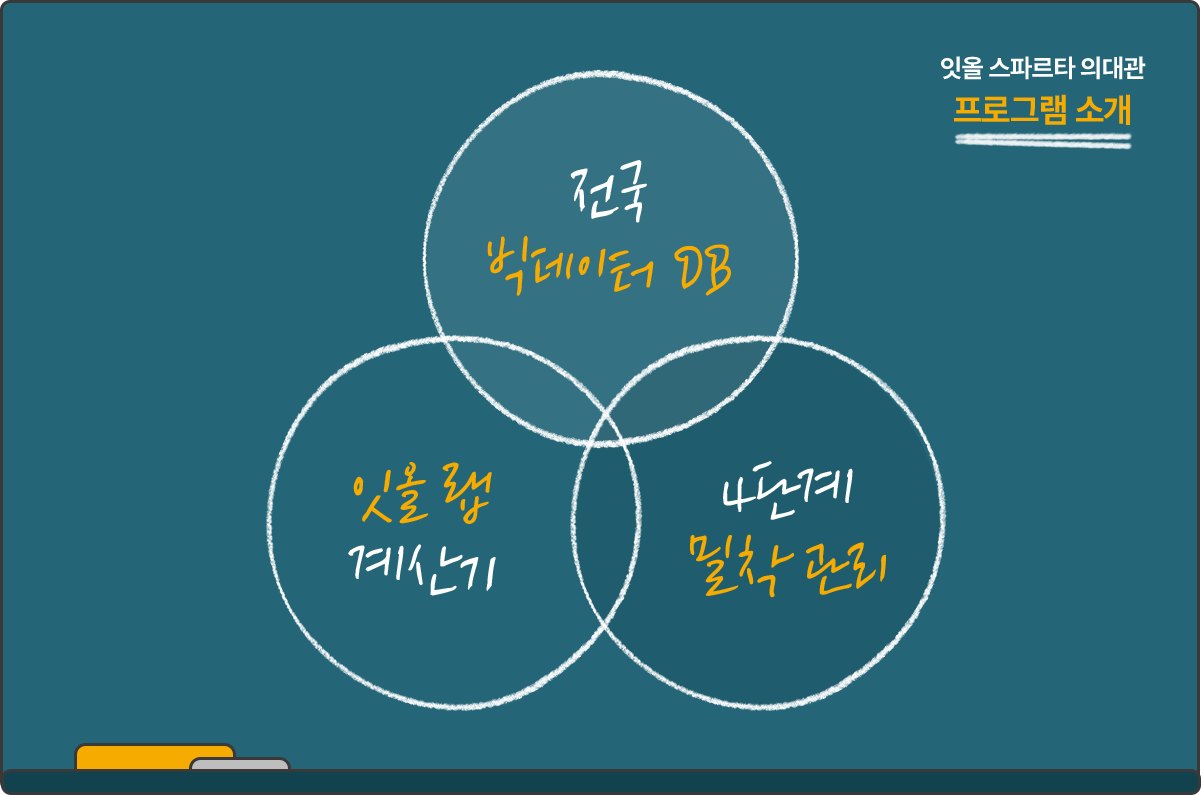 잇올 스파르타 의대관
프로그램 소개
전국
빅데이터 DB
잇올 랩
계산기
4단계
밀착 관리